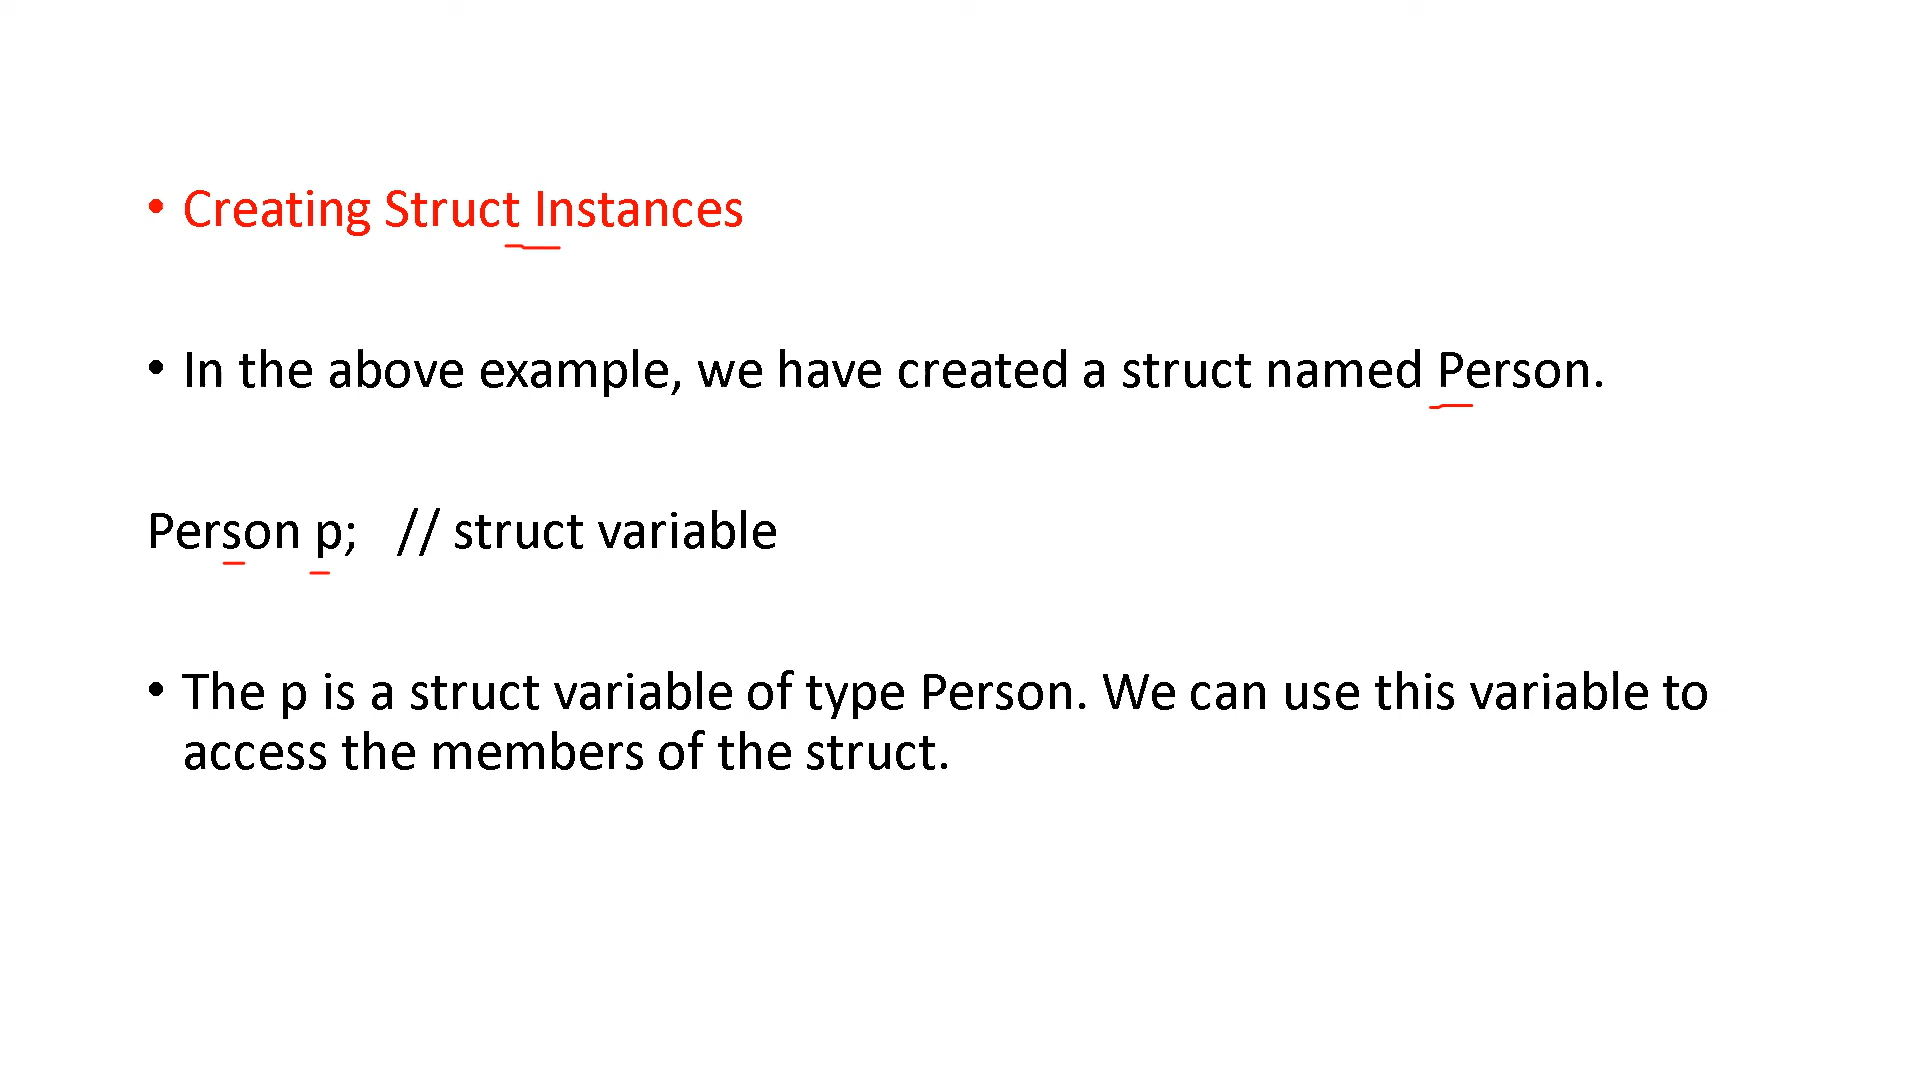 • Creating Struct Instances
• In the above example, we have created a struct named Person.
Person p;   // struct variable
• The p is a struct variable of type Person. We can use this variable to
access the members of the struct.